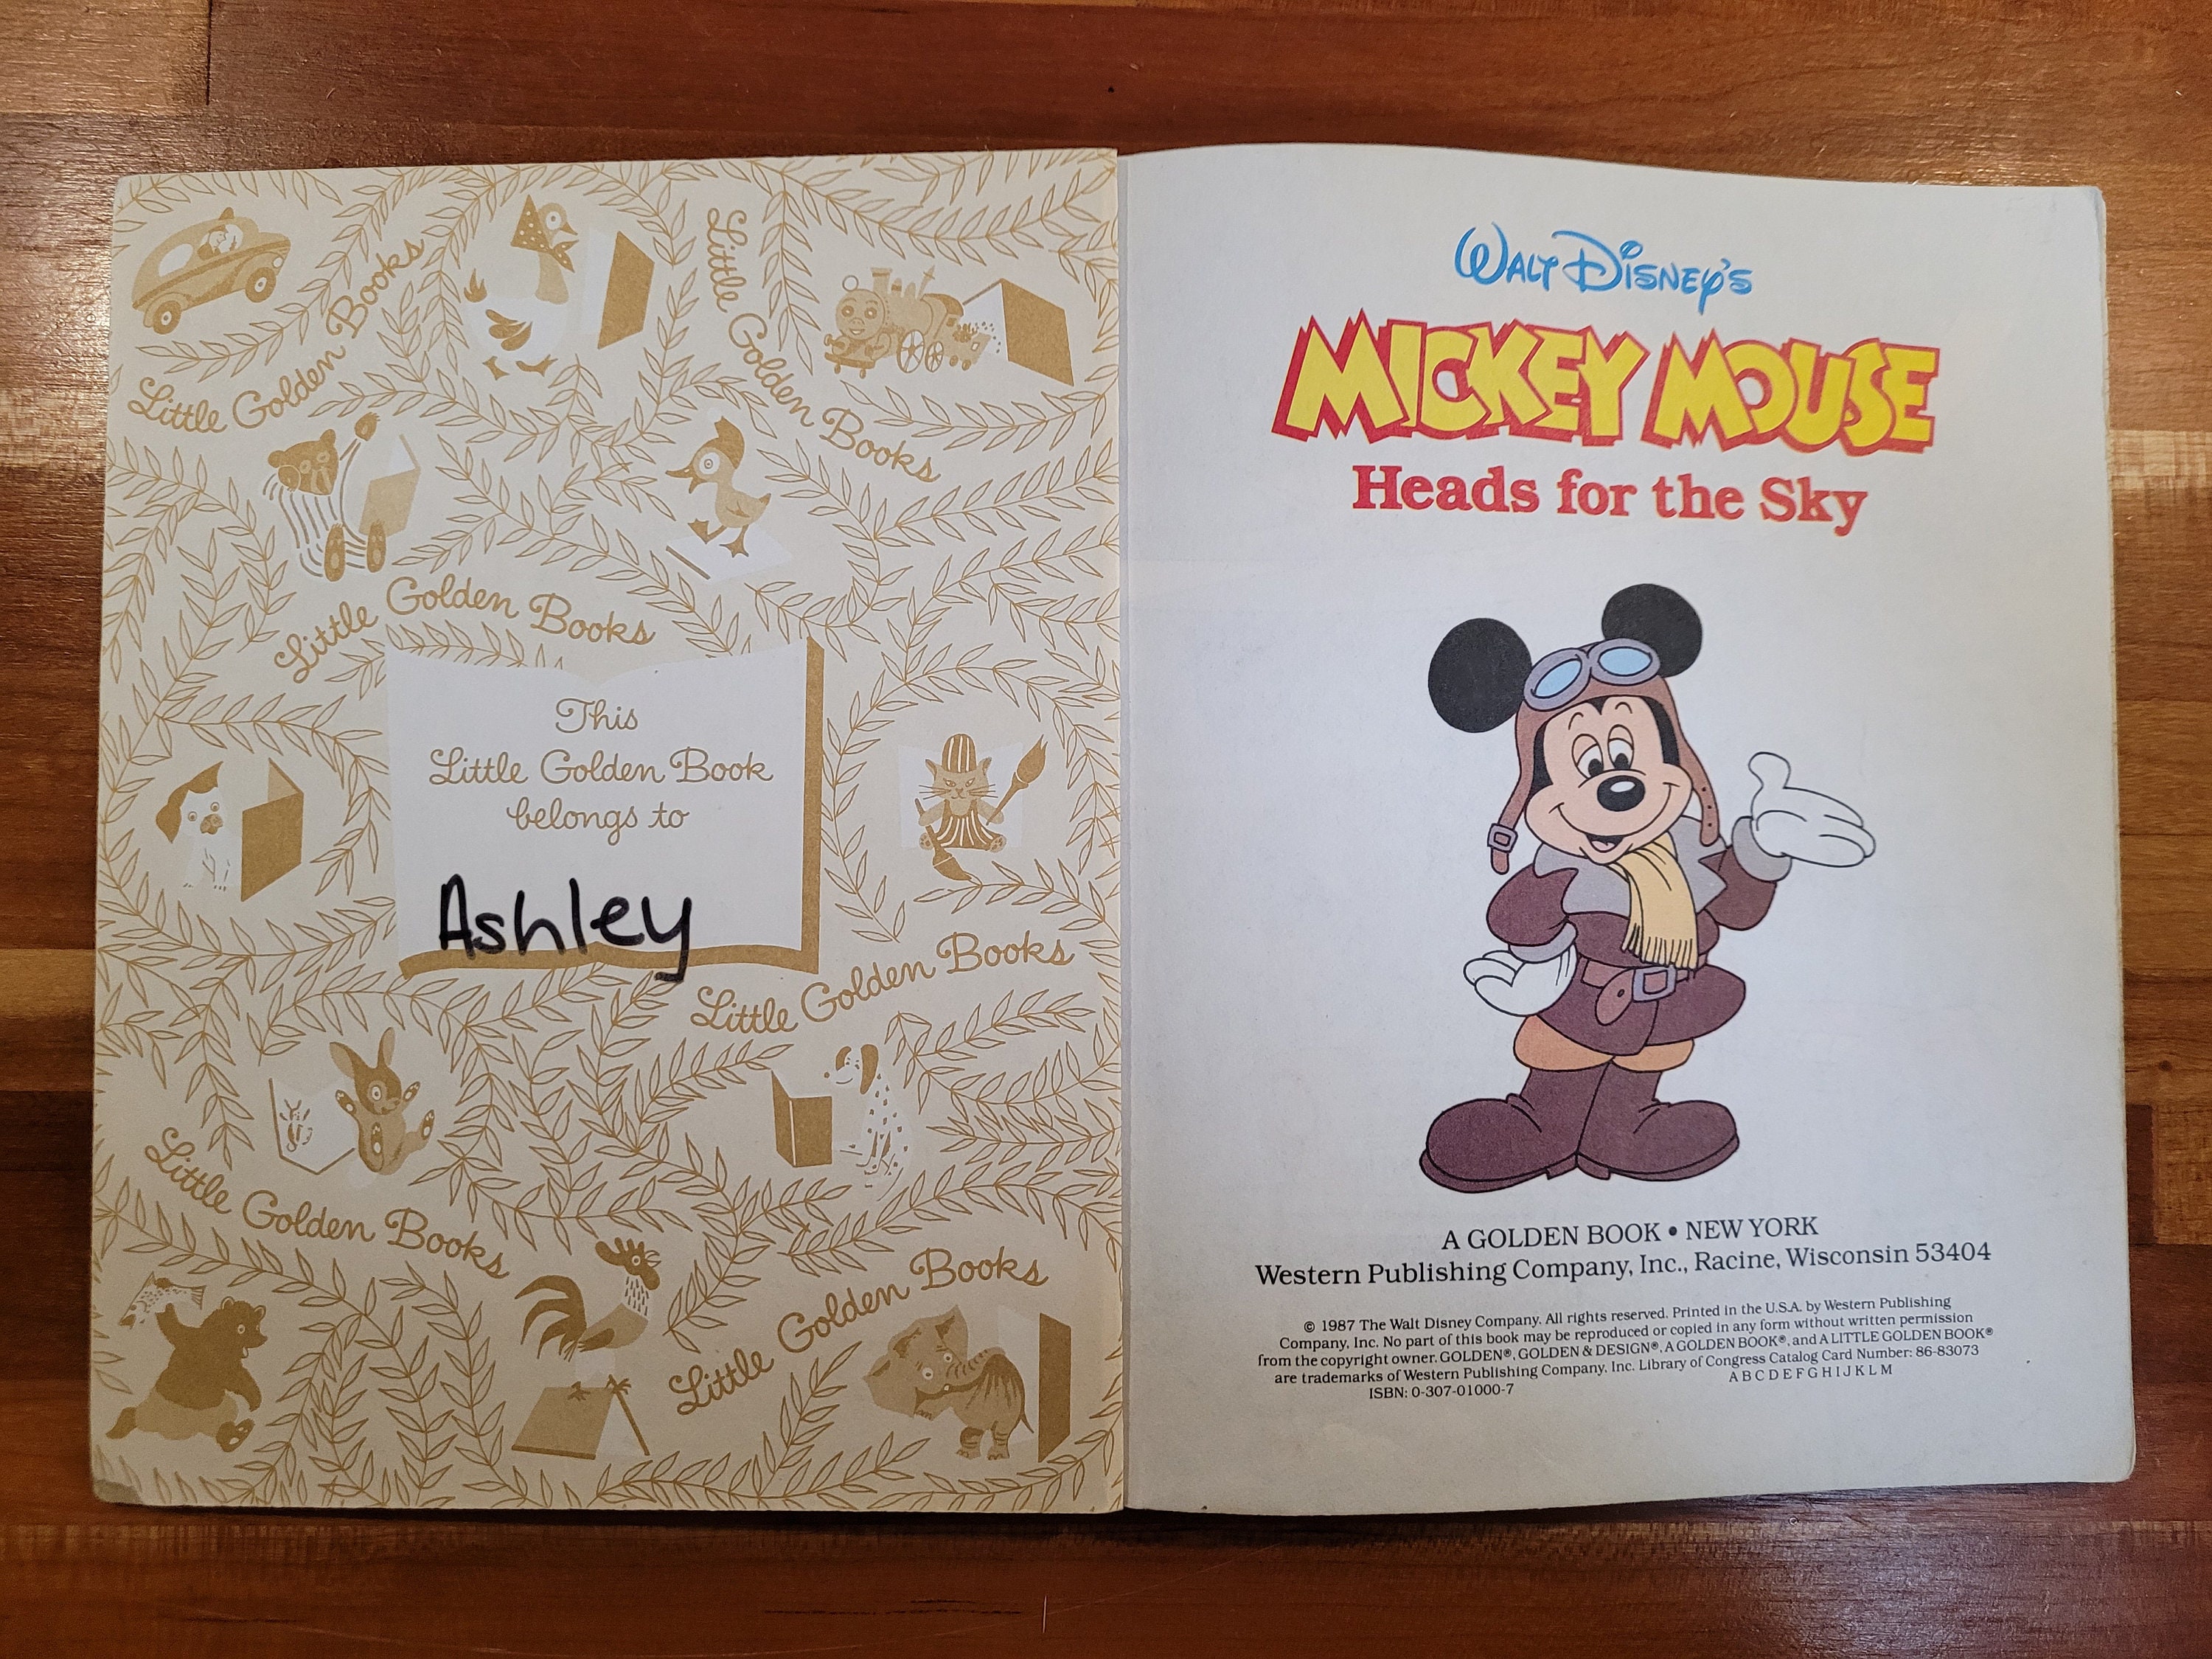 Little Golden Books
Little Golden Books
Little Golden Books
This
Little Golden Book
belongs to
Ashley
Little Golden Books
Little Golden Books
Little Golden Books
WALT DISNEY'S
MICKEY MOUSE
Heads for the Sky
A GOLDEN BOOK • NEW YORK
Western Publishing Company, Inc., Racine, Wisconsin 53404
© 1987 The Walt Disney Company. All rights reserved. Printed in the U.S.A. by Western Publishing
Company, Inc. No part of this book may be reproduced or copied in any form without written permission
from the copyright owner. GOLDEN®, GOLDEN & DESIGN®, A GOLDEN BOOK®, and A LITTLE GOLDEN BOOK®
are trademarks of Western Publishing Company, Inc. Library of Congress Catalog Card Number: 86-83073
ISBN: 0-307-01000-7 A B C D E F G H I J K L M